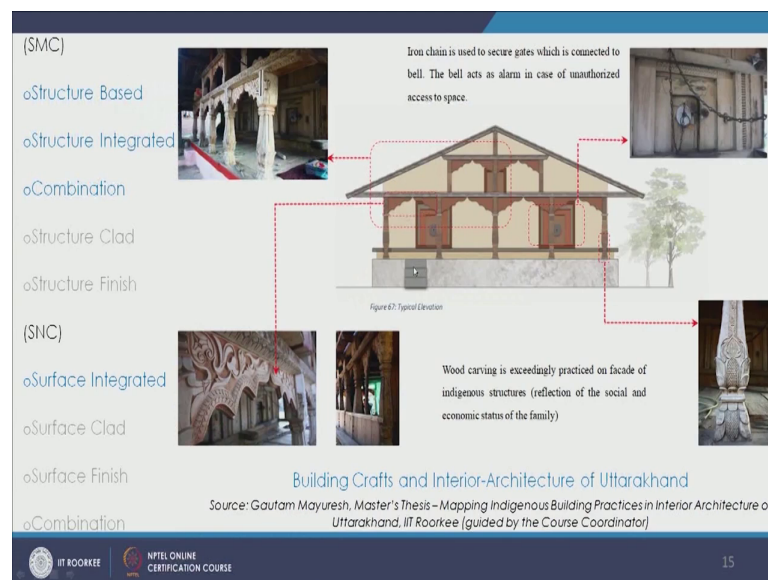 (SMC)
oStructure Based
oStructure Integrated
oCombination
oStructure Clad
oStructure Finish
(SNC)
oSurface Integrated
oSurface Clad
oSurface Finish
oCombination
Iron chain is used to secure gates which is connected to
bell. The bell acts as alarm in case of unauthorized
access to space.
Figure 67: Typical Elevation
Wood carving is exceedingly practiced on facade of
indigenous structures (reflection of the social and
economic status of the family)
Building Crafts and Interior-Architecture of Uttarakhand
Source: Gautam Mayuresh, Master's Thesis – Mapping Indigenous Building Practices in Interior Architecture o
Uttarakhand, IIT Roorkee (guided by the Course Coordinator)
IIT ROORKEE
NPTEL ONLINE
CERTIFICATION COURSE
15